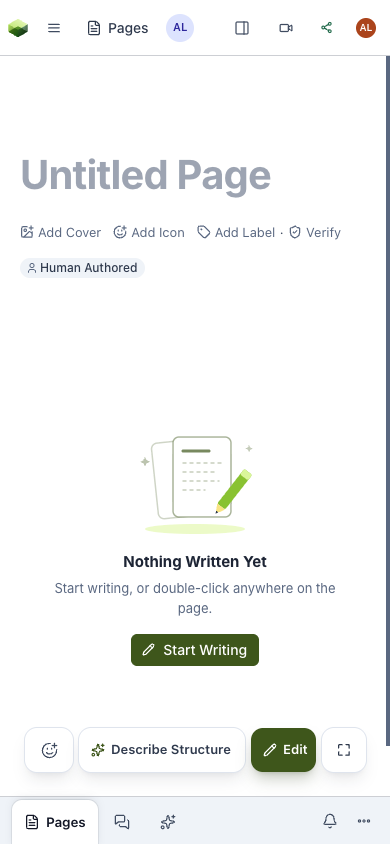 Pages AL AL
Untitled Page
Add Cover Add Icon Add Label · Verify
Human Authored
Nothing Written Yet
Start writing, or double-click anywhere on the
page.
Start Writing
Describe Structure Edit
Pages